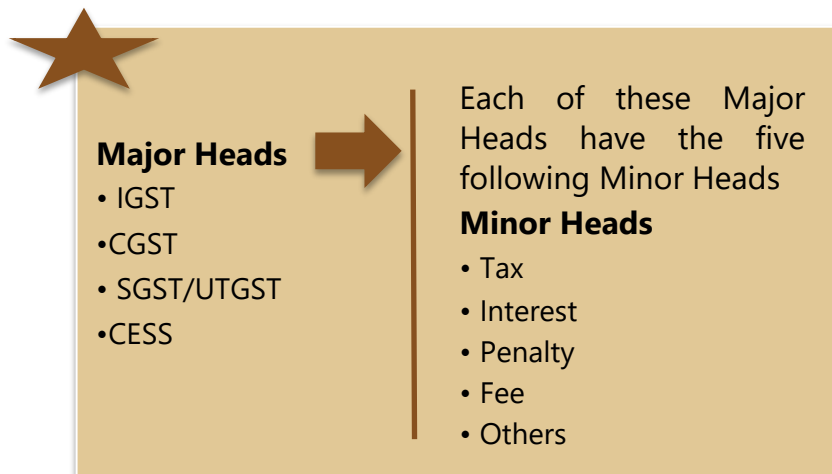 Major Heads
• IGST
•CGST
• SGST/UTGST
•CESS
Each of these Major
Heads have the five
following Minor Heads
Minor Heads
• Tax
• Interest
• Penalty
• Fee
• Others